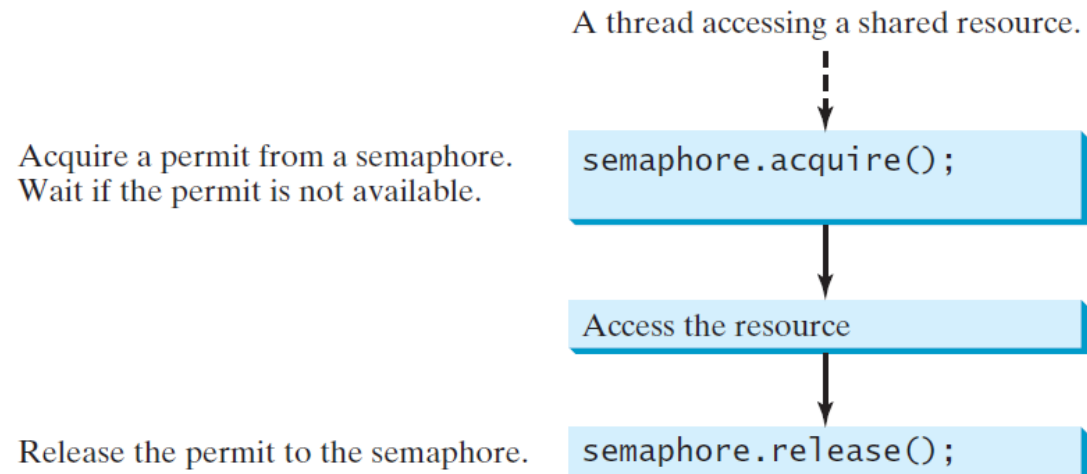 A thread accessing a shared resource.
Acquire a permit from a semaphore.
Wait if the permit is not available.
semaphore.acquire();
Access the resource
Release the permit to the semaphore.
semaphore.release();